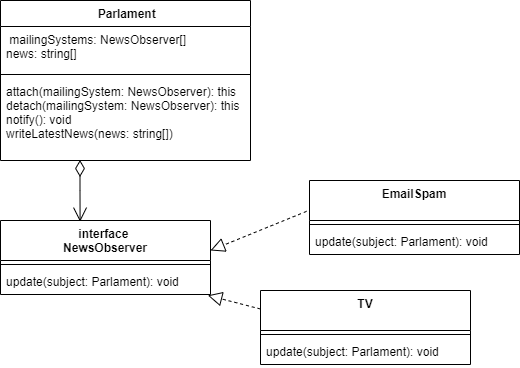 Parlament
mailingSystems: NewsObserver[]
news: string[]
attach(mailingSystem: NewsObserver): this
detach(mailingSystem: NewsObserver): this
notify(): void
writeLatestNews(news: string[])
interface
NewsObserver
update(subject: Parlament): void
EmailSpam
update(subject: Parlament): void
TV
update(subject: Parlament): void